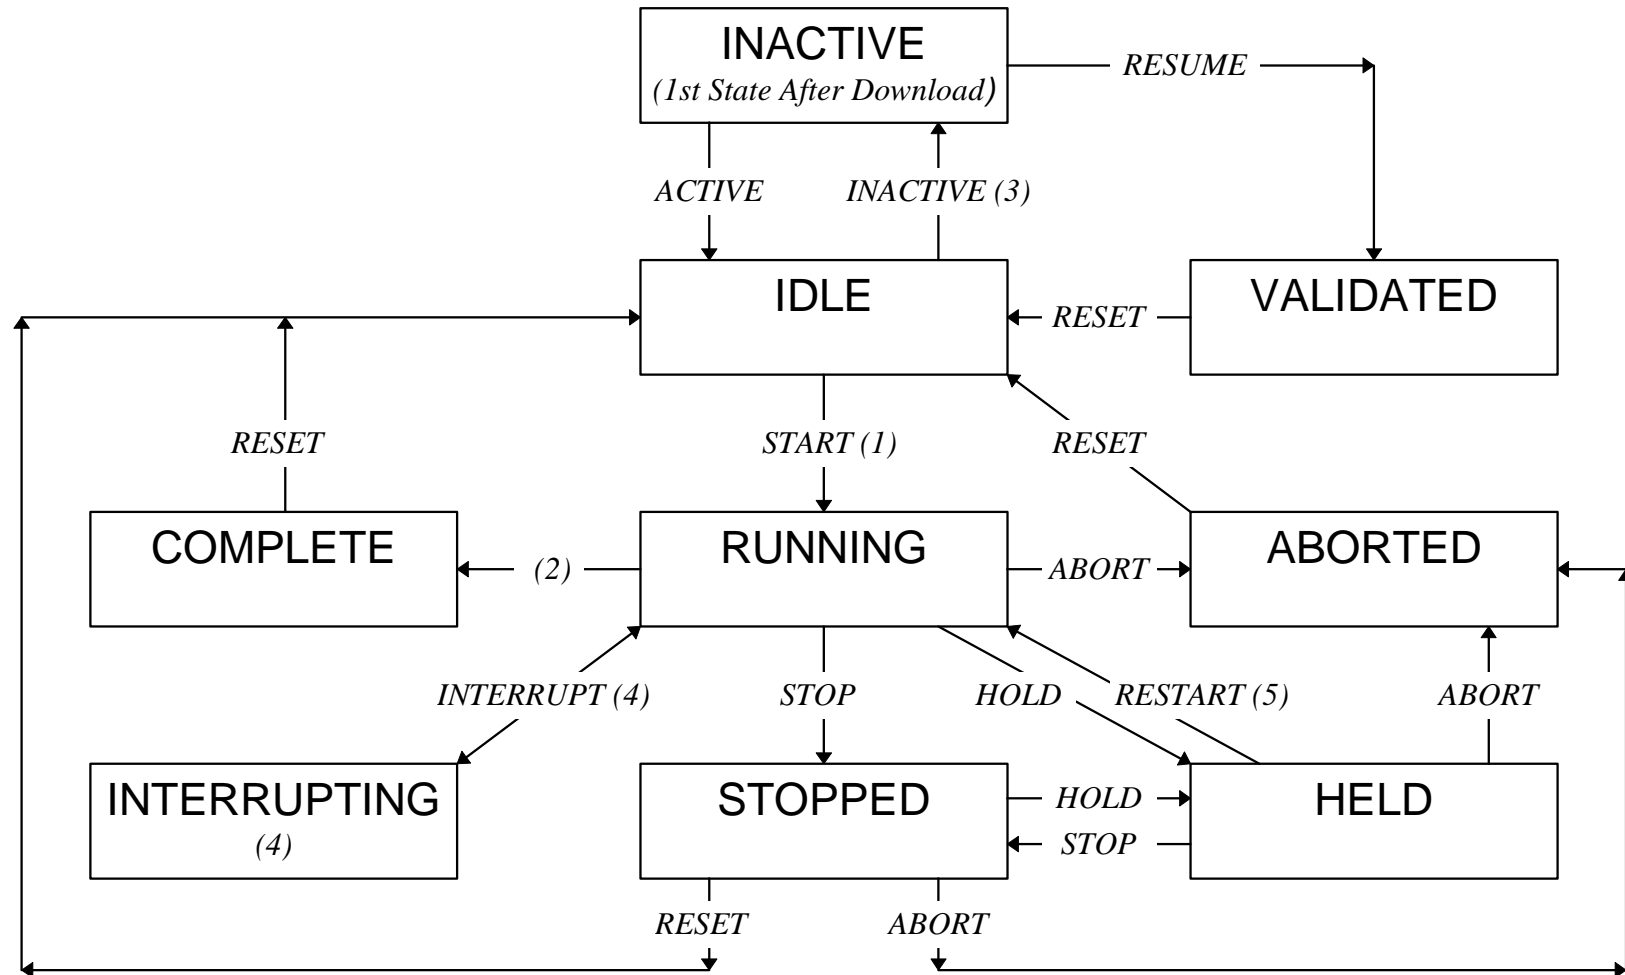 INACTIVE
(1st State After Download)
RESUME
ACTIVE
INACTIVE (3)
IDLE
VALIDATED
RESET
RESET
START (1)
RESET
COMPLETE
RUNNING
ABORTED
(2)
ABORT
INTERRUPT (4)
STOP
HOLD
RESTART (5)
ABORT
INTERRUPTING
(4)
STOPPED
HELD
HOLD
STOP
RESET
ABORT